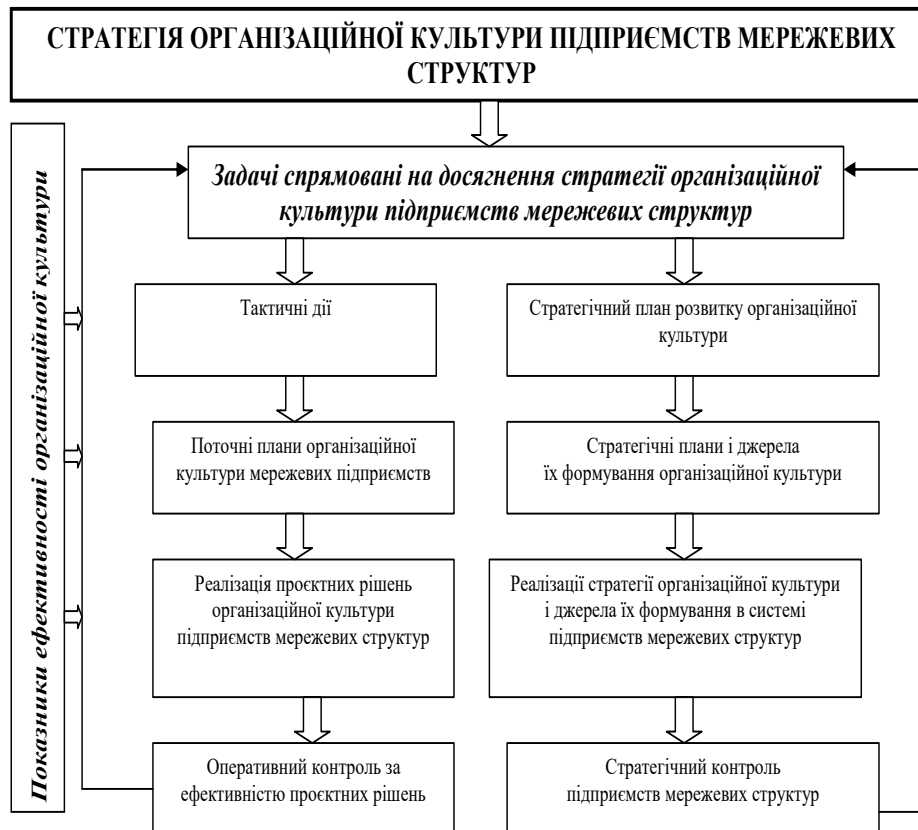 СТРАТЕГІЯ ОРГАНІЗАЦІЙНОЇ КУЛЬТУРИ ПІДПРИЄМСТВ МЕРЕЖЕВИХ
СТРУКТУР
Показники ефективності організаційної культури
Задачі спрямовані на досягнення стратегії організаційної
культури підприємств мережевих структур
Тактичні дії
Поточні плани організаційної
культури мережевих підприємств
Реалізація проєктних рішень
організаційної культури
підприємств мережевих структур
Оперативний контроль за
ефективністю проєктних рішень
Стратегічний план розвитку організаційної
культури
Стратегічні плани і джерела
їх формування організаційної культури
Реалізації стратегії організаційної культури
і джерела їх формування в системі
підприємств мережевих структур
Стратегічний контроль
підприємств мережевих структур